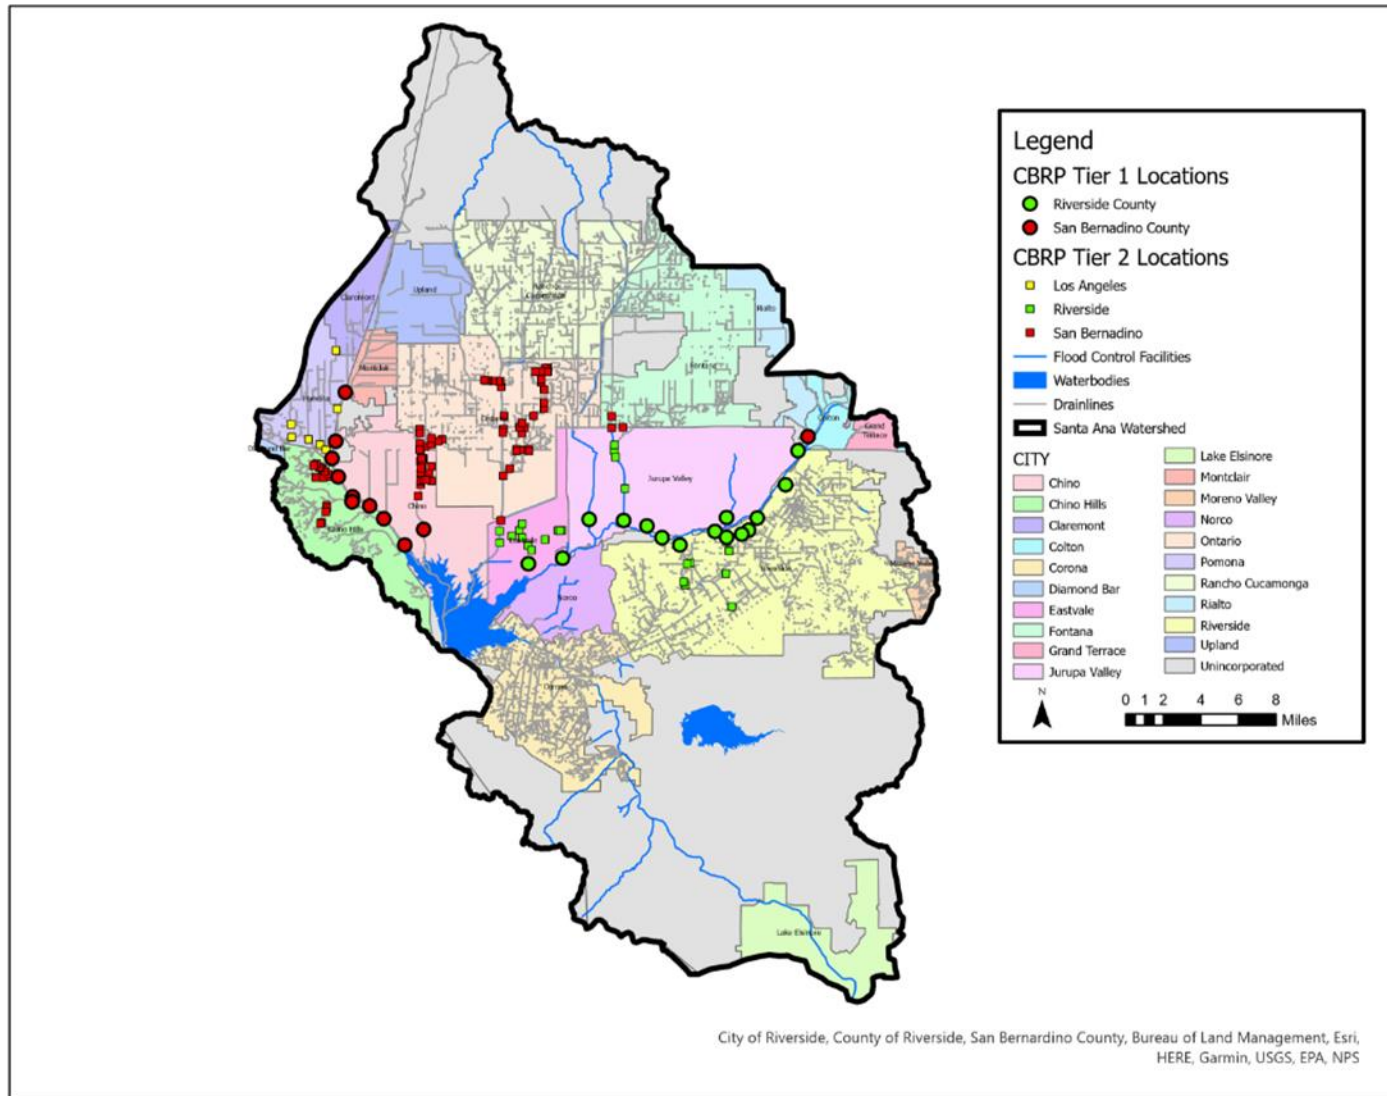 Legend
CBRP Tier 1 Locations
Riverside County
San Bernadino County
CBRP Tier 2 Locations
Los Angeles
Riverside
San Bernadino
Flood Control Facilities
Waterbodies
Drainlines
Santa Ana Watershed
CITY
Chino
Chino Hills
Claremont
Colton
Corona
Diamond Bar
Eastvale
Fontana
Grand Terrace
Jurupa Valley
Lake Elsinore
Montclair
Moreno Valley
Norco
Ontario
Pomona
Rancho Cucamonga
Rialto
Riverside
Upland
Unincorporated
N
0 1 2 4 6 8
Miles
Claremont
Upland
Rialto
Montclair
Fontana
Colton
Grand
Terrace
Jurupa Valley
Chino
Norco
Lake Elsinore
City of Riverside, County of Riverside, San Bernardino County, Bureau of Land Management, Esri,
HERE, Garmin, USGS, EPA, NPS